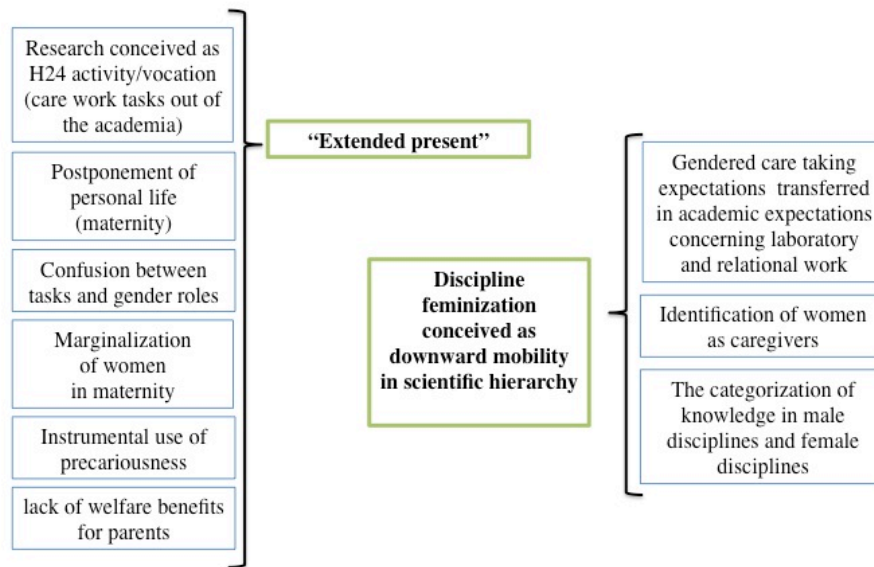 Research conceived as
H24 activity/vocation
(care work tasks out of
the academia)
Postponement of
personal life
(maternity)
Confusion between
tasks and gender roles
Marginalization
of women
in maternity
Instrumental use of
precariousness
lack of welfare benefits
for parents
“Extended present”
Discipline
feminization
conceived as
downward mobility
in scientific hierarchy
Gendered care taking
expectations transferred
in academic expectations
concerning laboratory
and relational work
Identification of women
as caregivers
The categorization of
knowledge in male
disciplines and female
disciplines